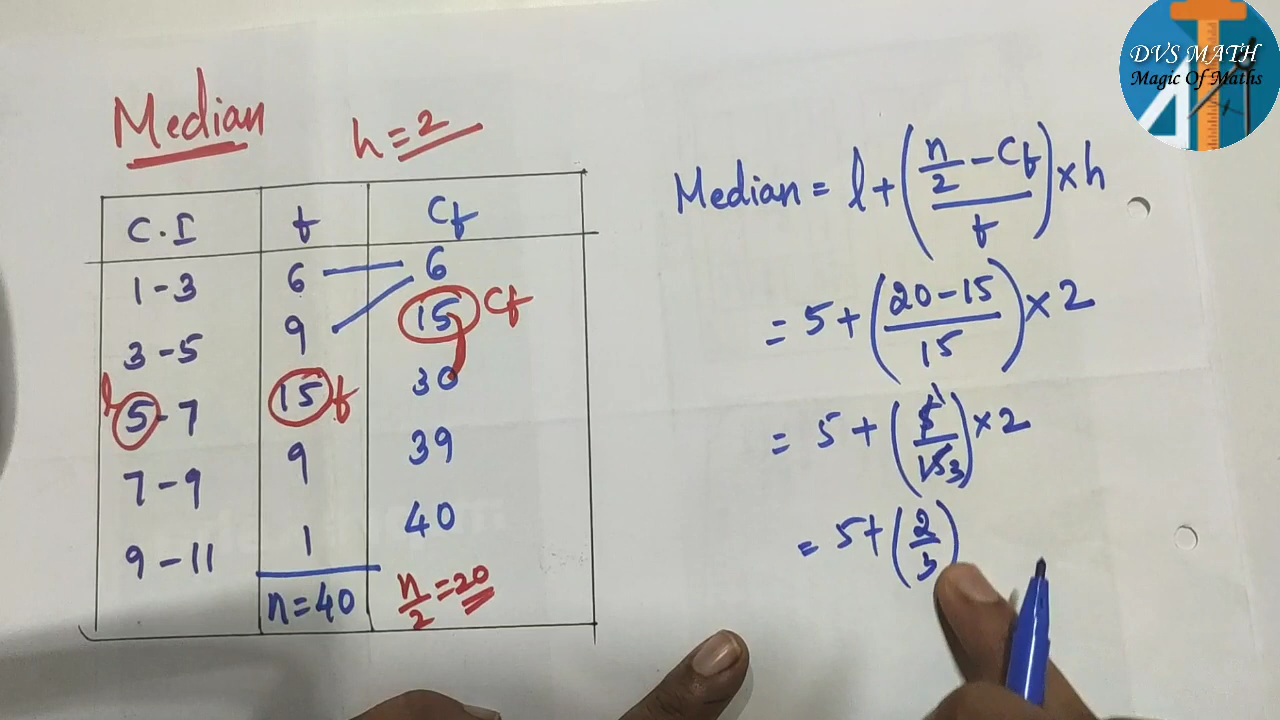 DVS MATH
Magic Of Maths
Median
h=2
C.I f Cf
1-3 6 6
3-5 9 15 Cf
l 5-7 15 f 30
7-9 9 39
9-11 1 40
n=40 n/2=20
Median = l+(n/2-Cf/f)×h
= 5+(20-15/15)×2
= 5+(5/15 1 3)×2
= 5+(2/3)